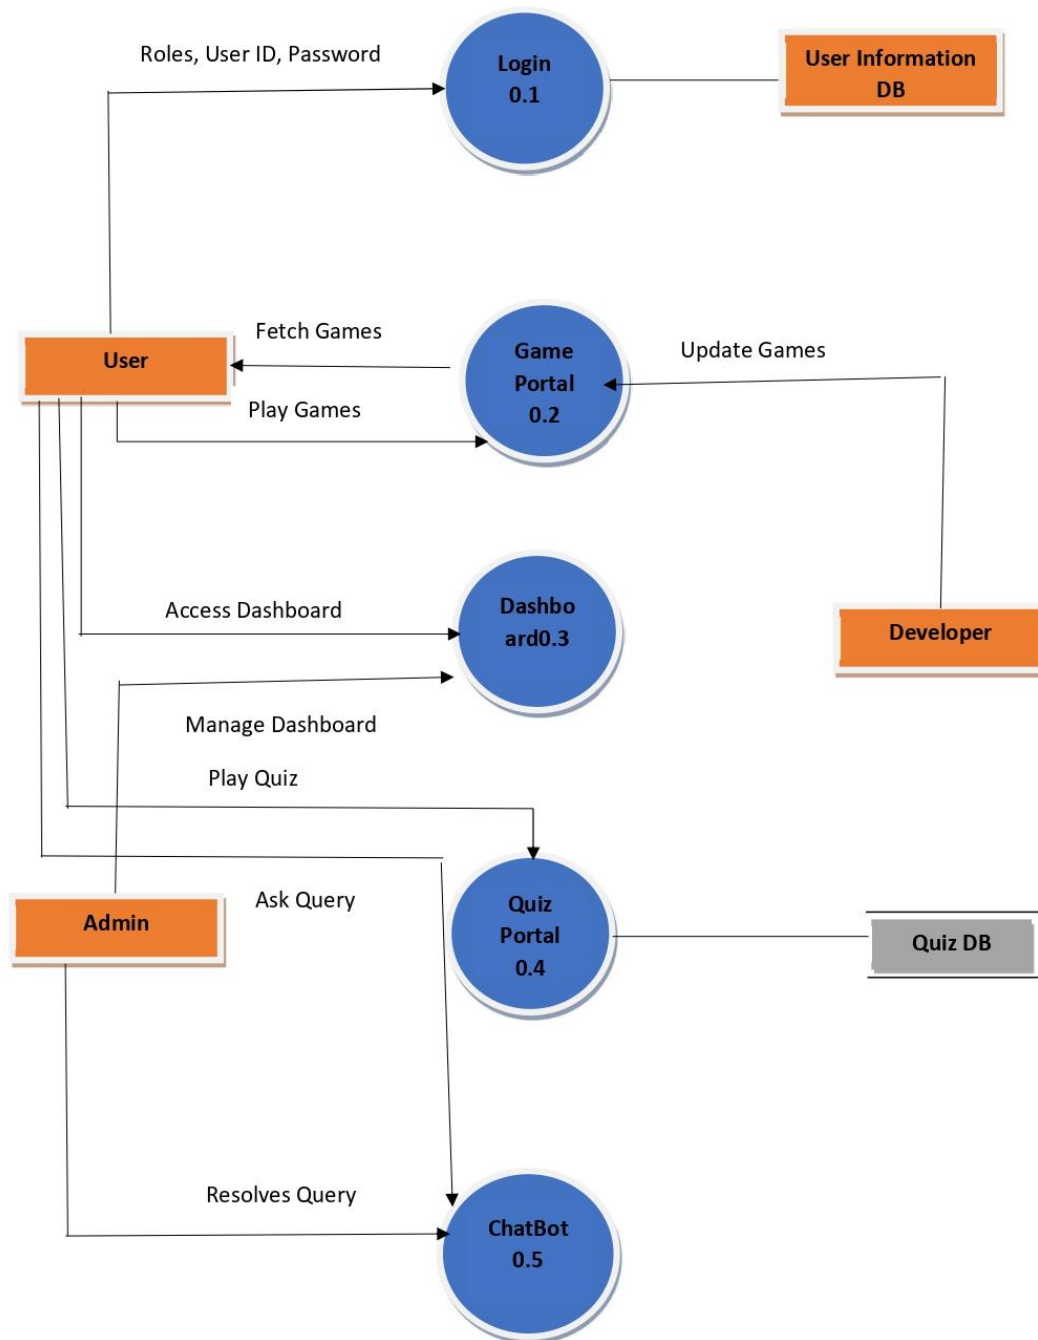 Roles, User ID, Password
Login
0.1
User Information
DB
Fetch Games
User
Play Games
Game
Portal
0.2
Update Games
Access Dashboard
Dashbo
ard0.3
Developer
Manage Dashboard
Play Quiz
Admin
Ask Query
Quiz
Portal
0.4
Quiz DB
Resolves Query
ChatBot
0.5